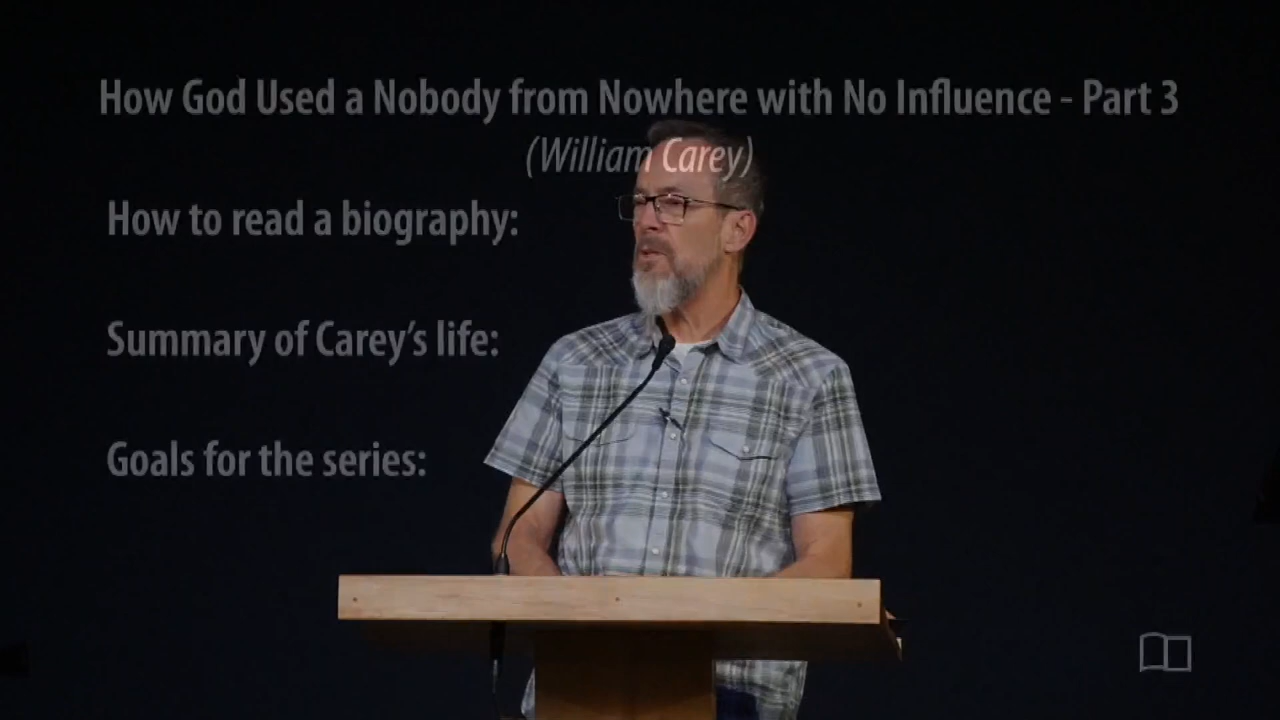 How God Used a Nobody from Nowhere with No Influence - Part 3
(William Carey)
How to read a biography:
Summary of Carey's life:
Goals for the series: